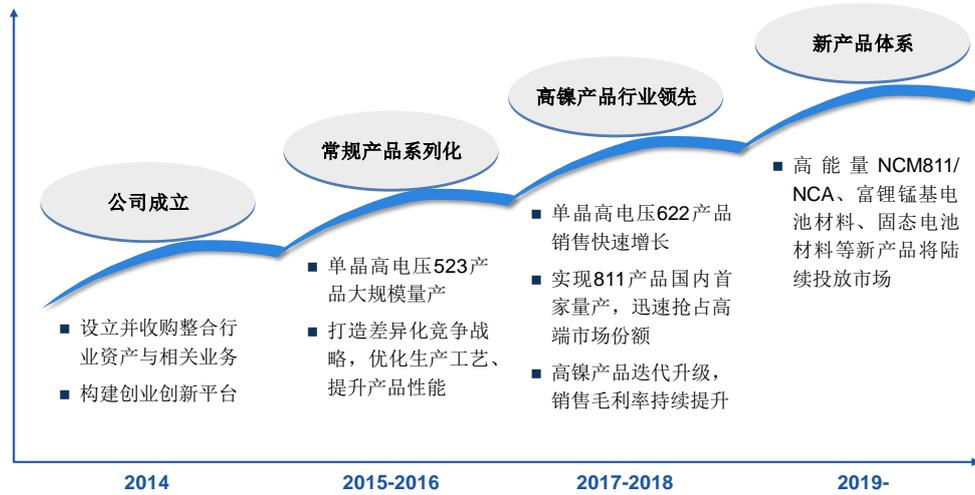 公司成立
设立并收购整合行
业资产与相关业务
构建创业创新平台
2014
常规产品系列化
单晶高电压523产
品大规模量产
打造差异化竞争战
略，优化生产工艺、
提升产品性能
2015-2016
高镍产品行业领先
单晶高电压622产品
销售快速增长
实现811产品国内首
家量产，迅速抢占高
端市场份额
高镍产品迭代升级，
销售毛利率持续提升
2017-2018
新产品体系
高能量NCM811/
NCA、富锂锰基电
池材料、固态电池
材料等新产品将陆
续投放市场
2019-